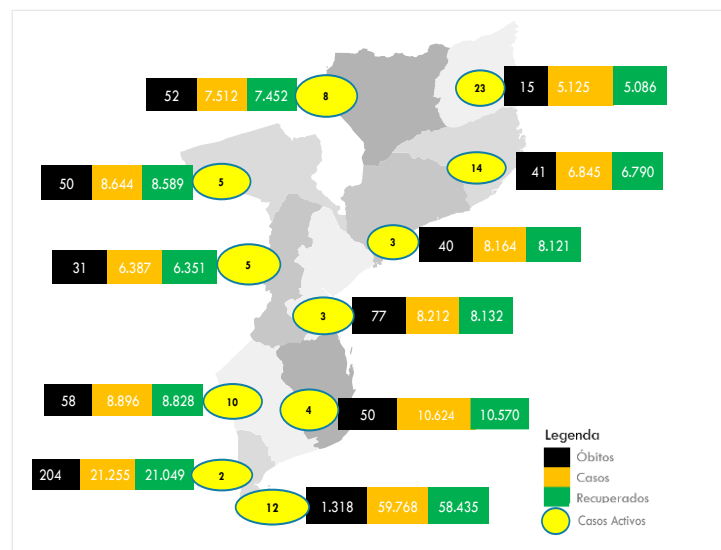 52 7.512 7.452 8
23 15 5.125 5.086
50 8.644 8.589 5
14 41 6.845 6.790
3 40 8.164 8.121
31 6.387 6.351 5
3 77 8.212 8.132
58 8.896 8.828 10
4 50 10.624 10.570
204 21.255 21.049 2
12 1.318 59.768 58.435
Legenda
Óbitos
Casos
Recuperados
Casos Activos